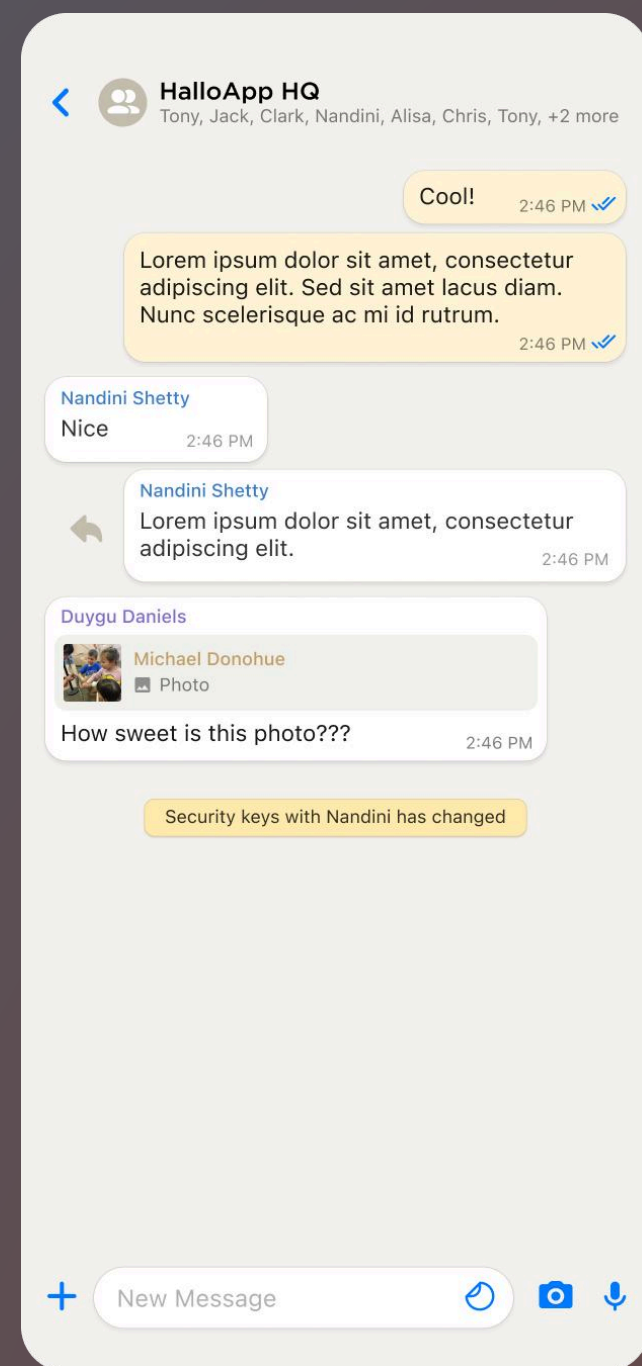 HalloApp HQ
Tony, Jack, Clark, Nandini, Alisa, Chris, Tony, +2 more
Cool!
2:46 PM
Lorem ipsum dolor sit amet, consectetur
adipiscing elit. Sed sit amet lacus diam.
Nunc scelerisque ac mi id rutrum.
2:46 PM
Nandini Shetty
Nice
2:46 PM
Nandini Shetty
Lorem ipsum dolor sit amet, consectetur
adipiscing elit.
2:46 PM
Duygu Daniels
Michael Donohue
Photo
How sweet is this photo???
2:46 PM
Security keys with Nandini has changed
New Message